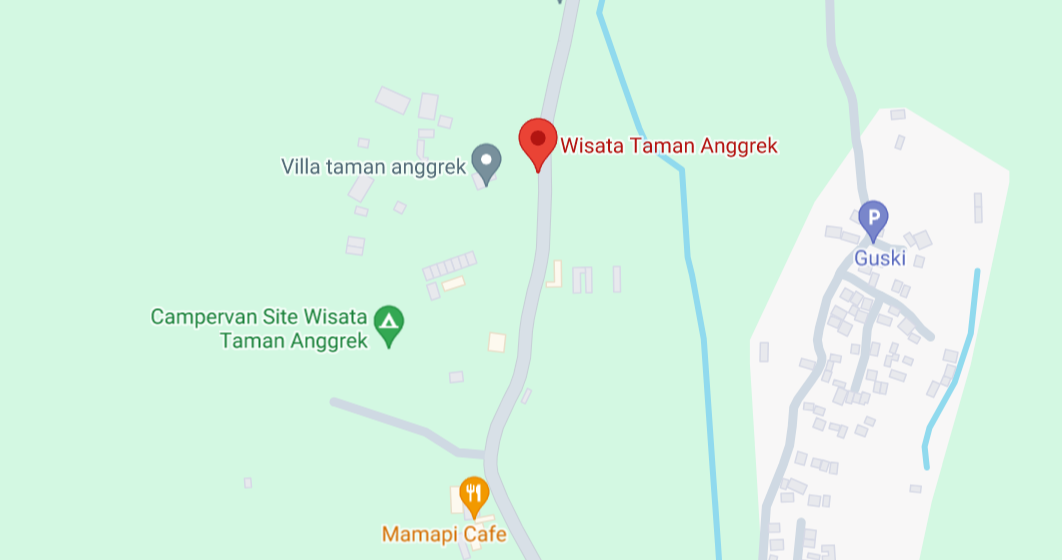 Wisata Taman Anggrek
Villa taman anggrek
P
Guski
Campervan Site Wisata
Taman Anggrek
Mamapi Cafe